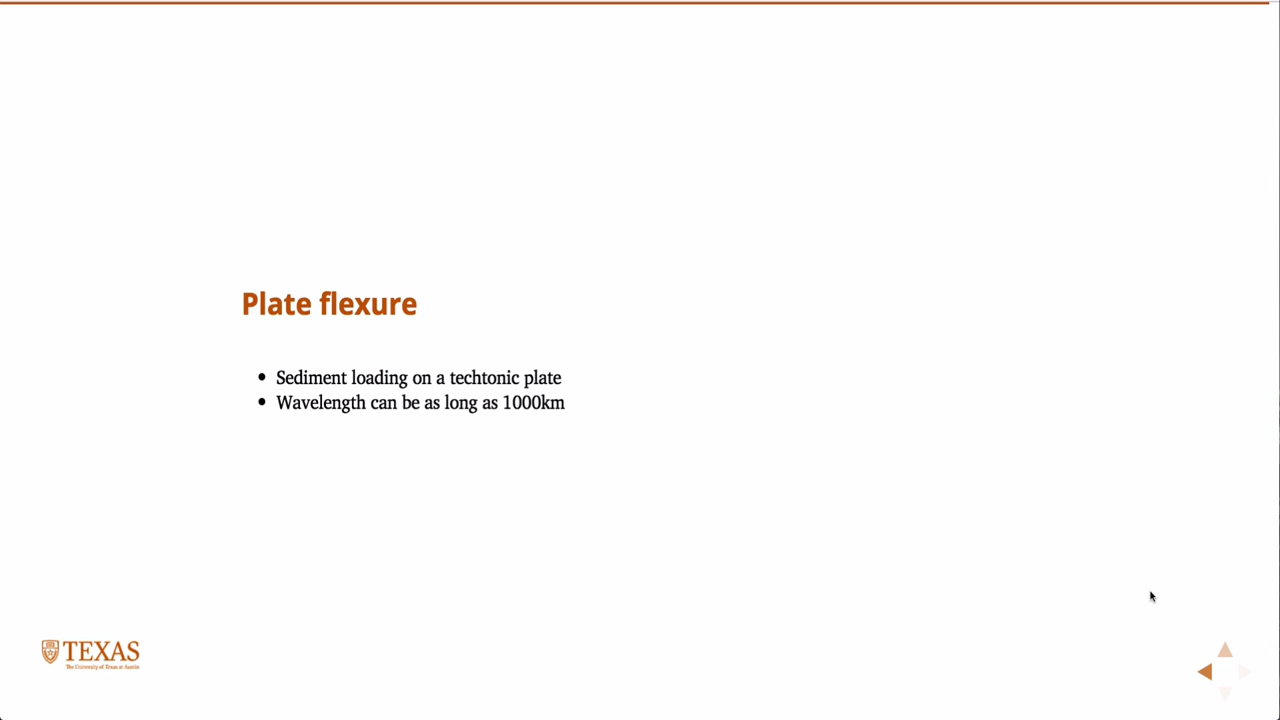 Plate flexure
• Sediment loading on a techtonic plate
• Wavelength can be as long as 1000km
TEXAS
The University of Texas at Austin